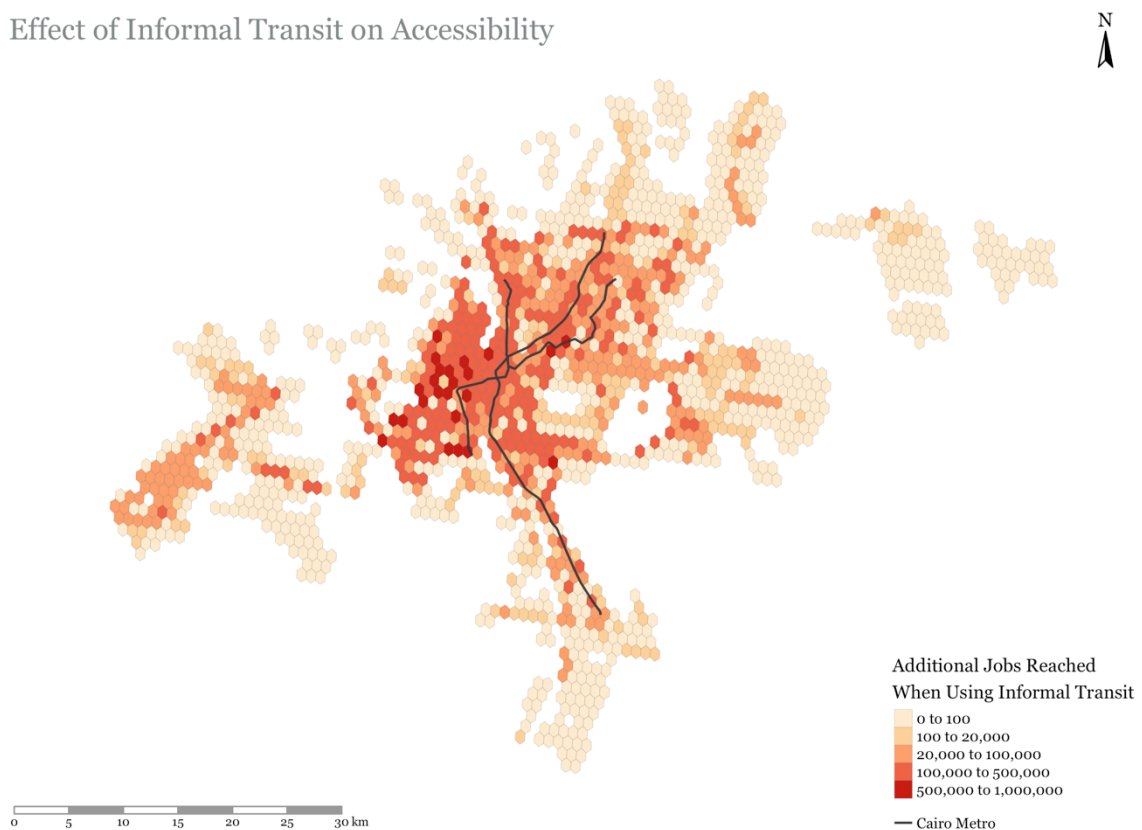 Effect of Informal Transit on Accessibility
N
Additional Jobs Reached
When Using Informal Transit
0 to 100
100 to 20,000
20,000 to 100,000
100,000 to 500,000
500,000 to 1,000,000
Cairo Metro
0 5 10 15 20 25 30 km